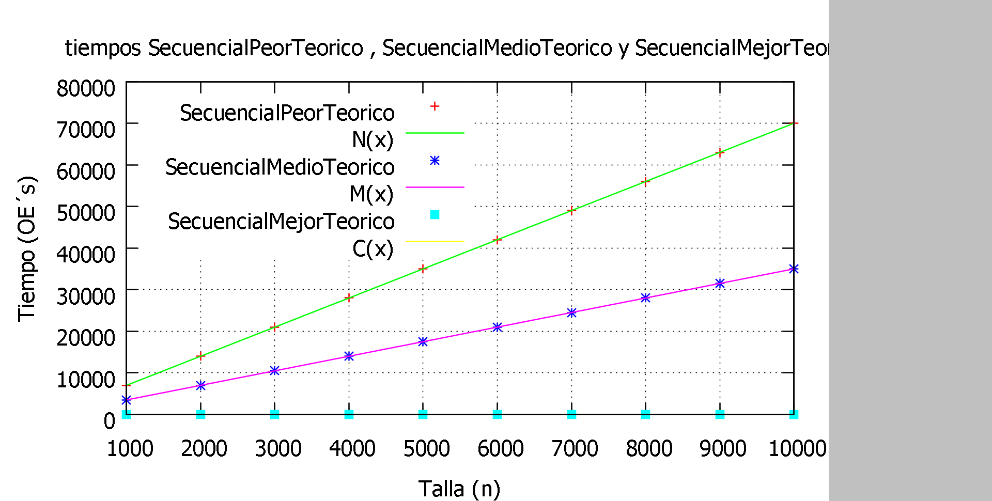 tiempos SecuencialPeorTeorico , SecuencialMedioTeorico y SecuencialMejorTeor
80000
70000
60000
50000
40000
30000
20000
10000
0
Tiempo (OE´s)
SecuencialPeorTeorico
N(x)
SecuencialMedioTeorico
M(x)
SecuencialMejorTeorico
C(x)
1000 2000 3000 4000 5000 6000 7000 8000 9000 10000
Talla (n)